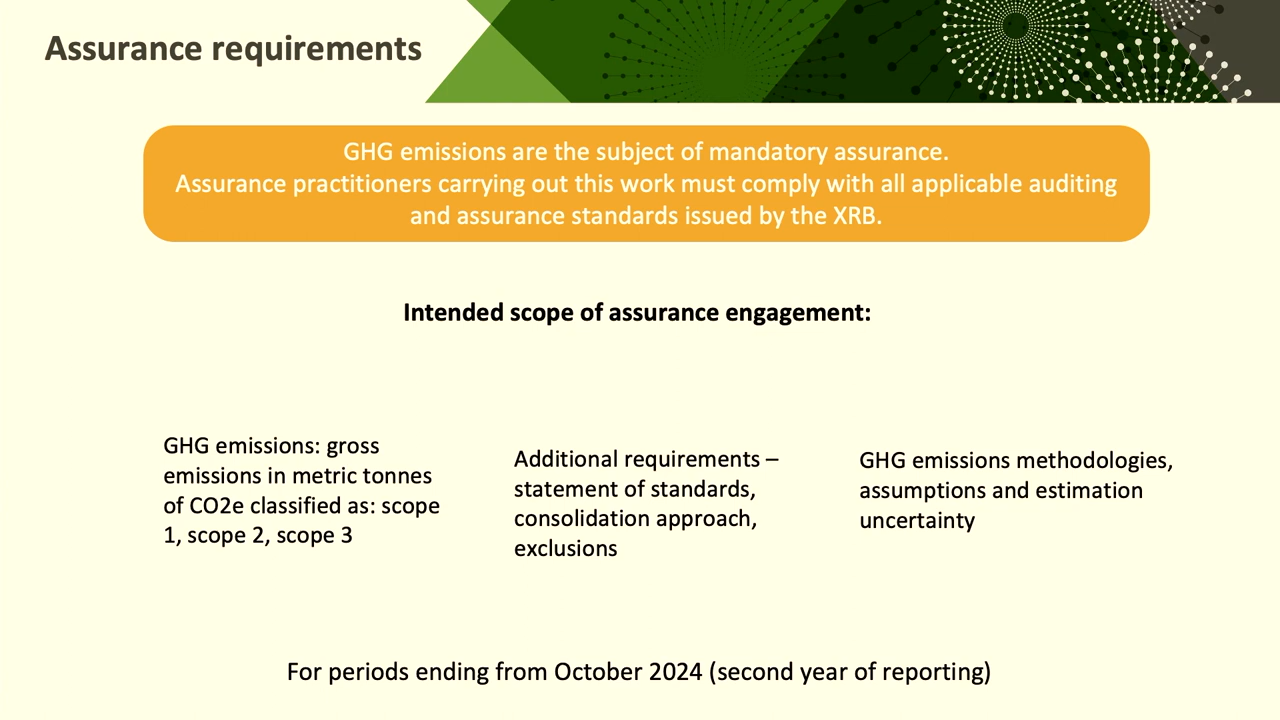 Assurance requirements
GHG emissions are the subject of mandatory assurance.
Assurance practitioners carrying out this work must comply with all applicable auditing
and assurance standards issued by the XRB.
Intended scope of assurance engagement:
GHG emissions: gross
emissions in metric tonnes
of CO2e classified as: scope
1, scope 2, scope 3
Additional requirements –
statement of standards,
consolidation approach,
exclusions
GHG emissions methodologies,
assumptions and estimation
uncertainty
For periods ending from October 2024 (second year of reporting)